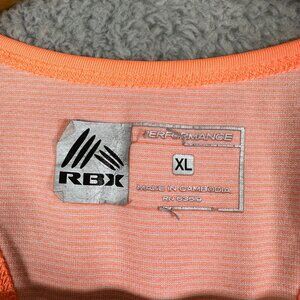 PERFORMANCE
XL
RBX
MADE IN CAMBODIA